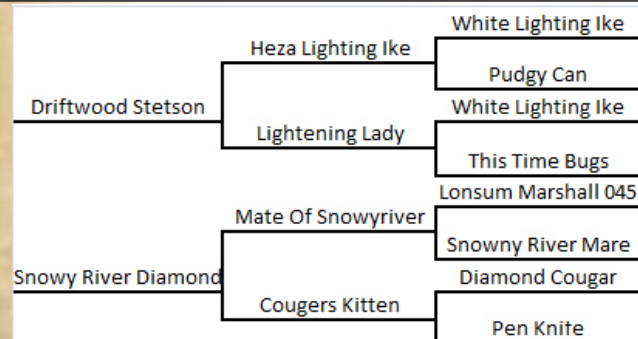 White Lighting Ike
Heza Lighting Ike
Pudgy Can
Driftwood Stetson
White Lighting Ike
Lightening Lady
This Time Bugs
Lonsum Marshall 045
Mate Of Snowyriver
Snowny River Mare
Snowy River Diamond
Diamond Cougar
Cougers Kitten
Pen Knife